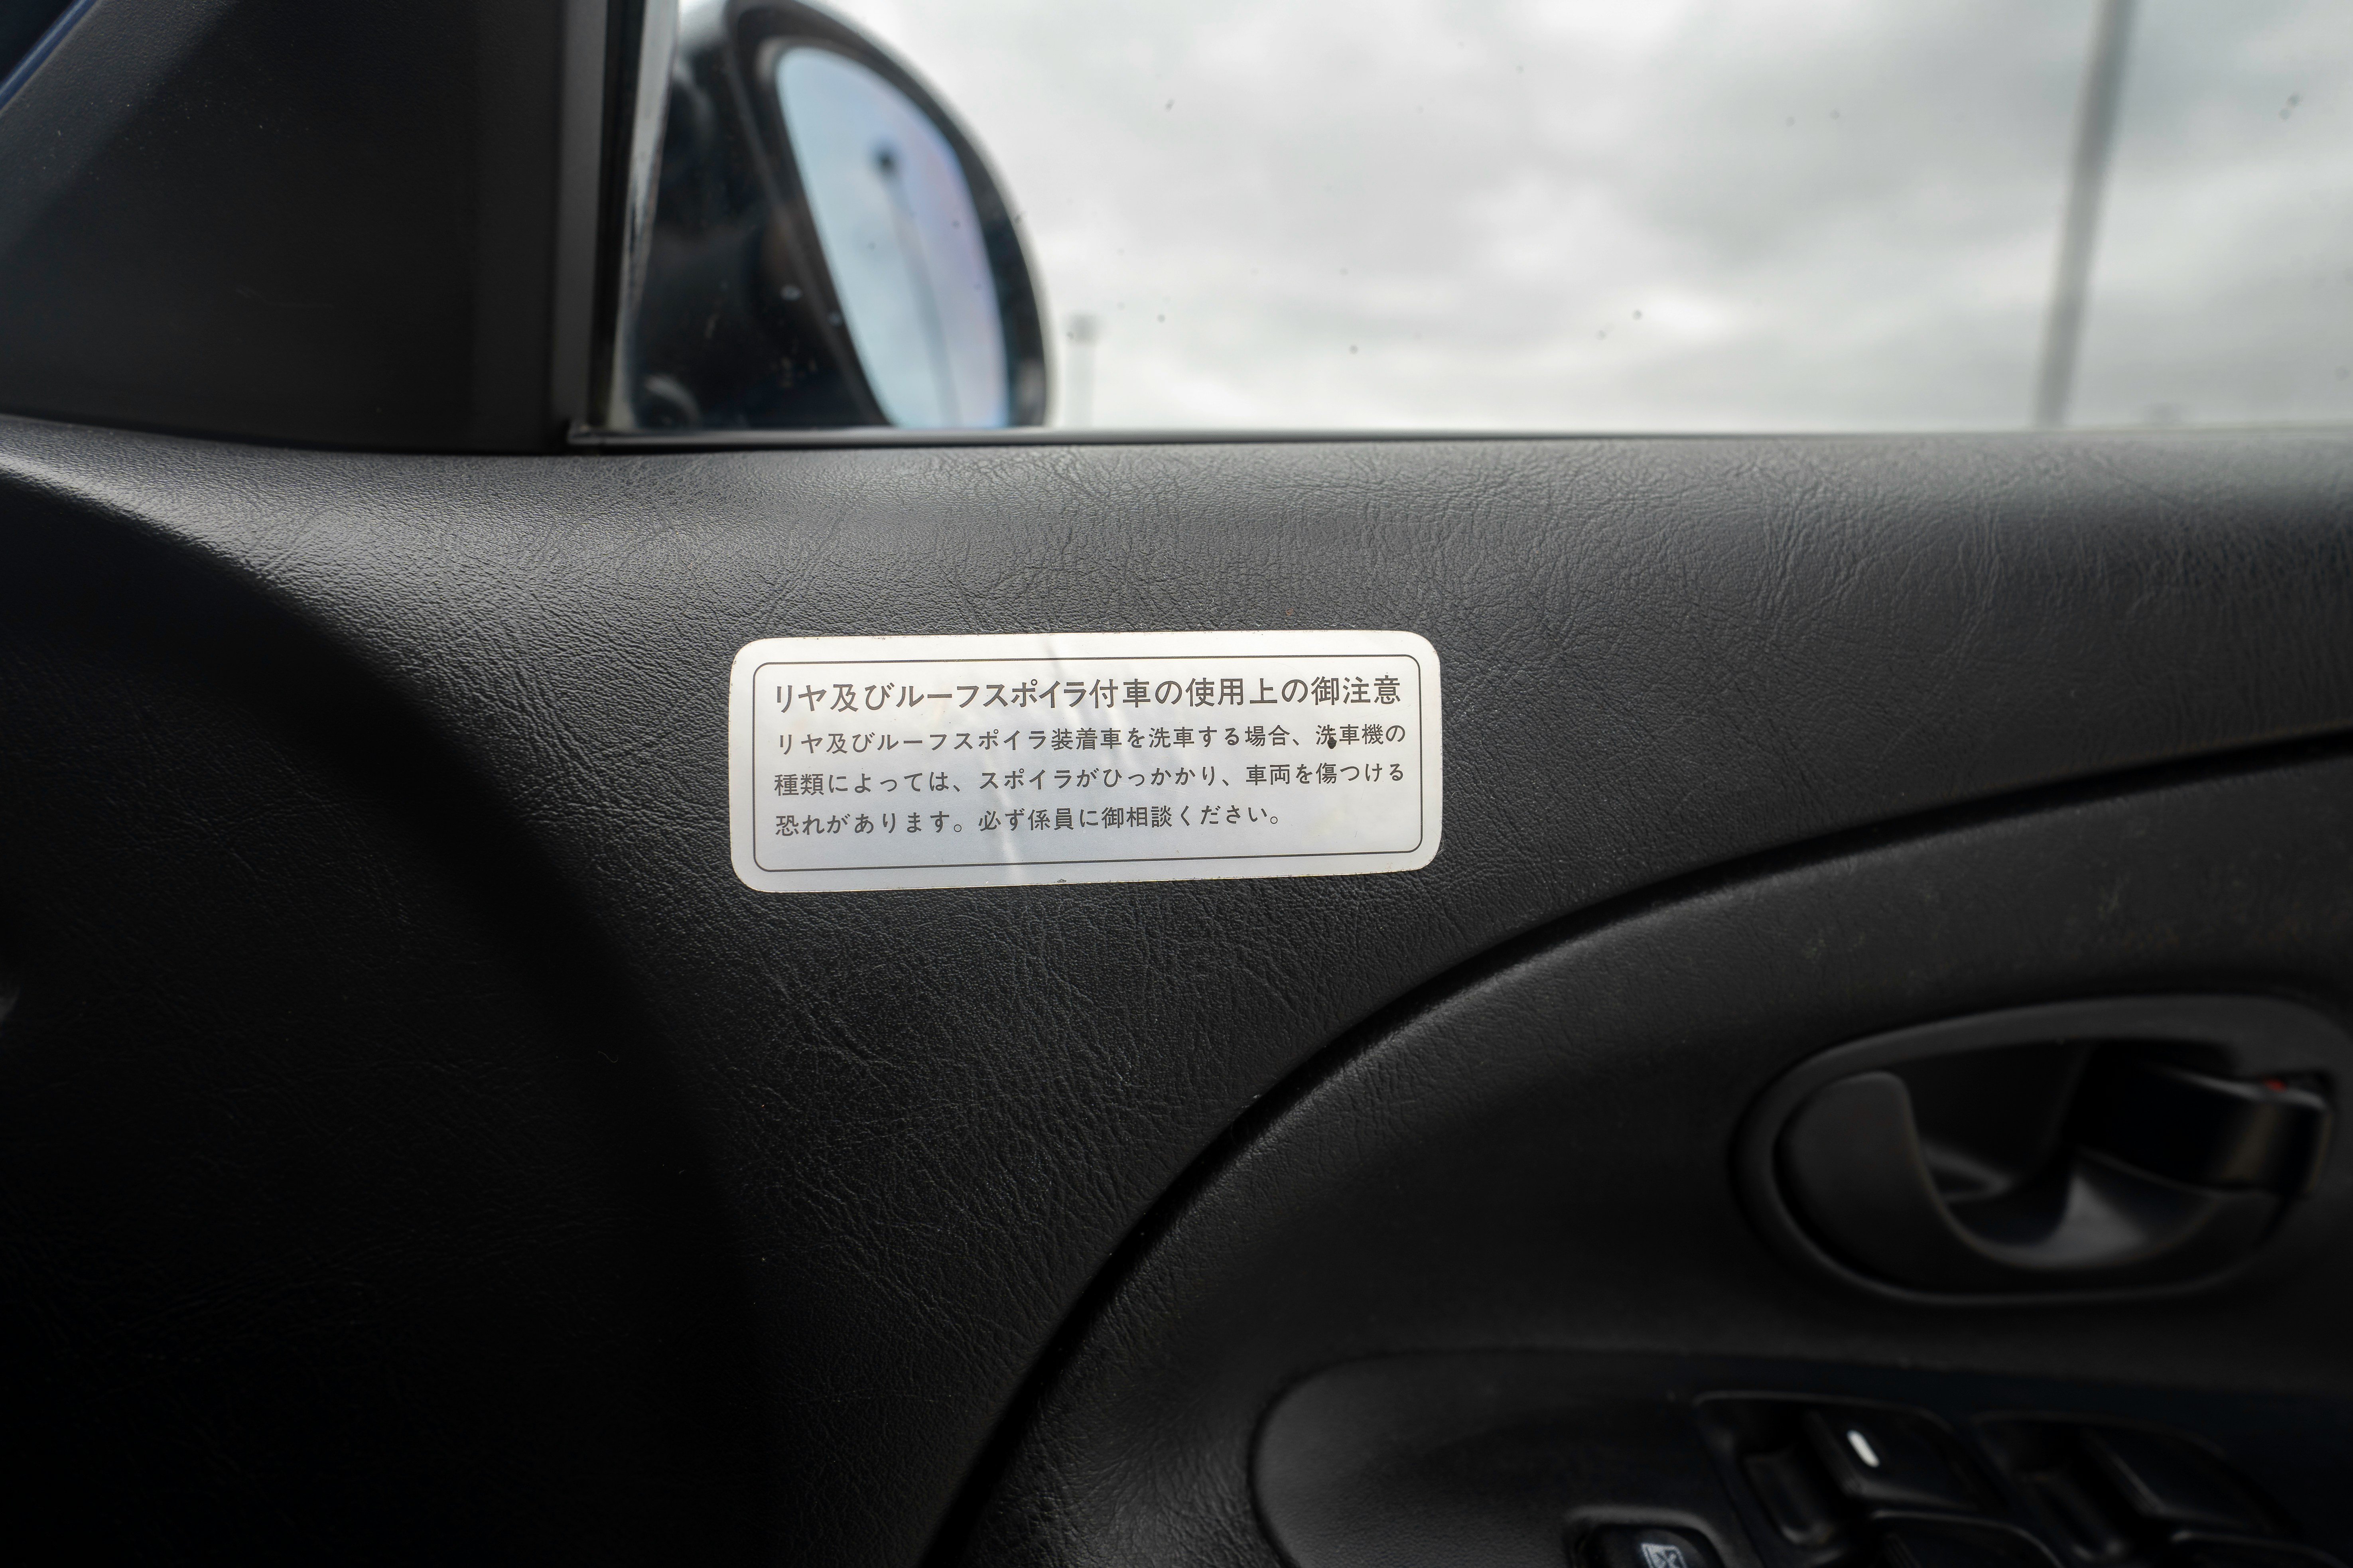 リヤ及びルーフスポイラ付車の使用上の御注意
リヤ及びルーフスポイラ装着車を洗車する場合、洗車機の
種類によっては、スポイラがひっかかり、車両を傷つける
恐れがあります。必ず係員に御相談ください。